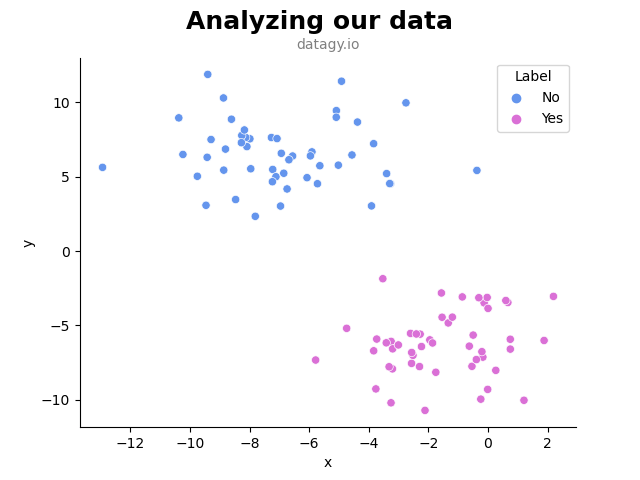 Analyzing our data
datagy.io
Label
No
Yes
10
5
0
−5
−10
y
−12
−10
−8
−6
−4
−2
0
2
x